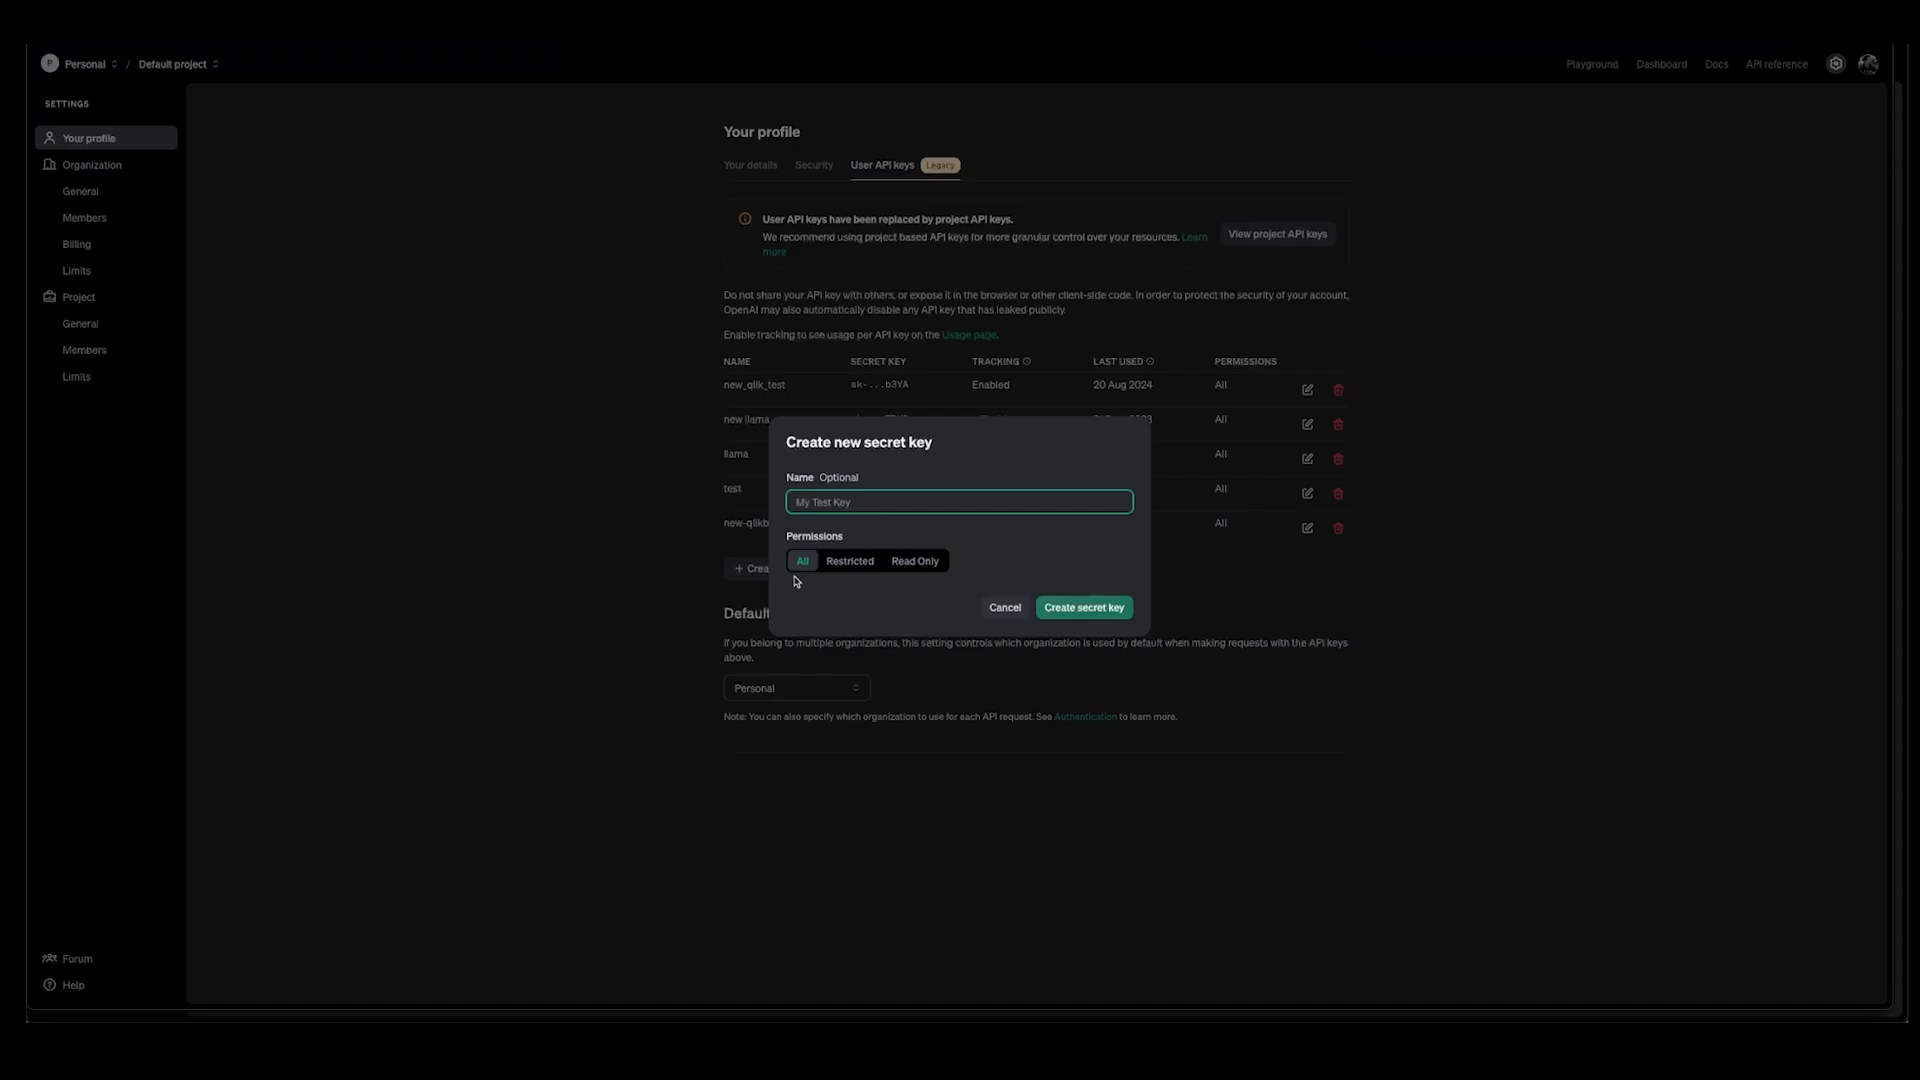 P Personal / Default project
Playground Dashboard Docs API reference
SETTINGS
Your profile
Organization
General
Members
Billing
Limits
Project
General
Members
Limits
Forum
Help
Your profile
Your details Security User API keys Legacy
User API keys have been replaced by project API keys.
We recommend using project based API keys for more granular control over your resources. Learn
more
View project API keys
Do not share your API key with others, or expose it in the browser or other client-side code. In order to protect the security of your account,
OpenAI may also automatically disable any API key that has leaked publicly.
Enable tracking to see usage per API key on the Usage page.
NAME SECRET KEY TRACKING LAST USED PERMISSIONS
new_qlik_test sk-...b3YA Enabled 20 Aug 2024 All
new llama All
llama All
test All
new-qlikb All
+ Crea
Create new secret key
Name Optional
My Test Key
Permissions
All Restricted Read Only
Cancel Create secret key
Default
If you belong to multiple organizations, this setting controls which organization is used by default when making requests with the API keys
above.
Personal
Note: You can also specify which organization to use for each API request. See Authentication to learn more.